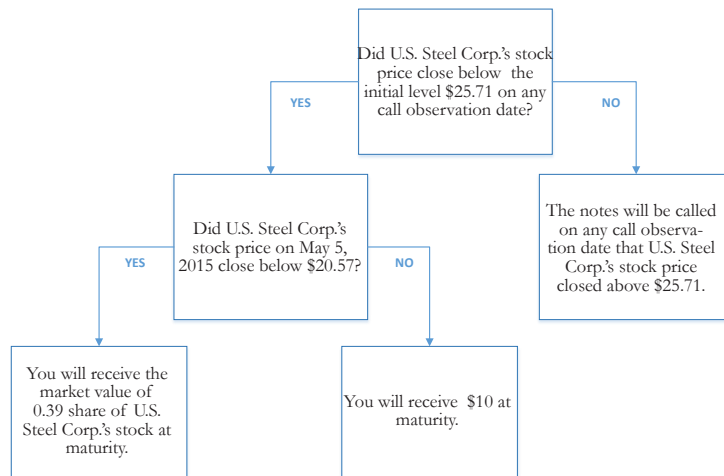 Did U.S. Steel Corp.'s stock
price close below the
initial level $25.71 on any
call observation date?
YES
NO
Did U.S. Steel Corp.'s
stock price on May 5,
2015 close below $20.57?
The notes will be called
on any call observa-
tion date that U.S. Steel
Corp.'s stock price
closed above $25.71.
YES
NO
You will receive the
market value of
0.39 share of U.S.
Steel Corp.'s stock at
maturity.
You will receive $10 at
maturity.